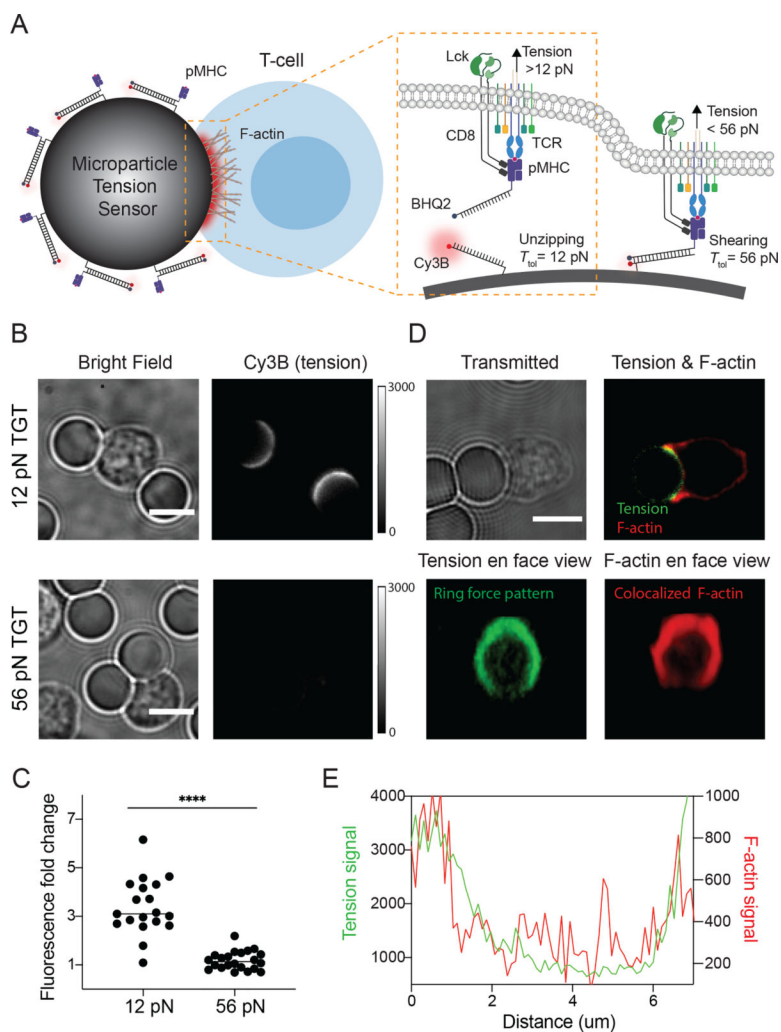 A
pMHC
T-cell
F-actin
Microparticle
Tension
Sensor
Lck
Tension
>12 pN
CD8
TCR
pMHC
BHQ2
Cy3B
Unzipping
Ttol= 12 pN
Tension
< 56 pN
Shearing
Ttol= 56 pN
B
Bright Field
Cy3B (tension)
12 pN TGT
3000
0
56 pN TGT
3000
0
D
Transmitted
Tension & F-actin
Tension
F-actin
Tension en face view
F-actin en face view
Ring force pattern
Colocalized F-actin
C
Fluorescence fold change
****
7
5
3
1
12 pN
56 pN
E
Tension signal
4000
3000
2000
1000
F-actin signal
1000
800
600
400
200
0
2
4
6
Distance (um)